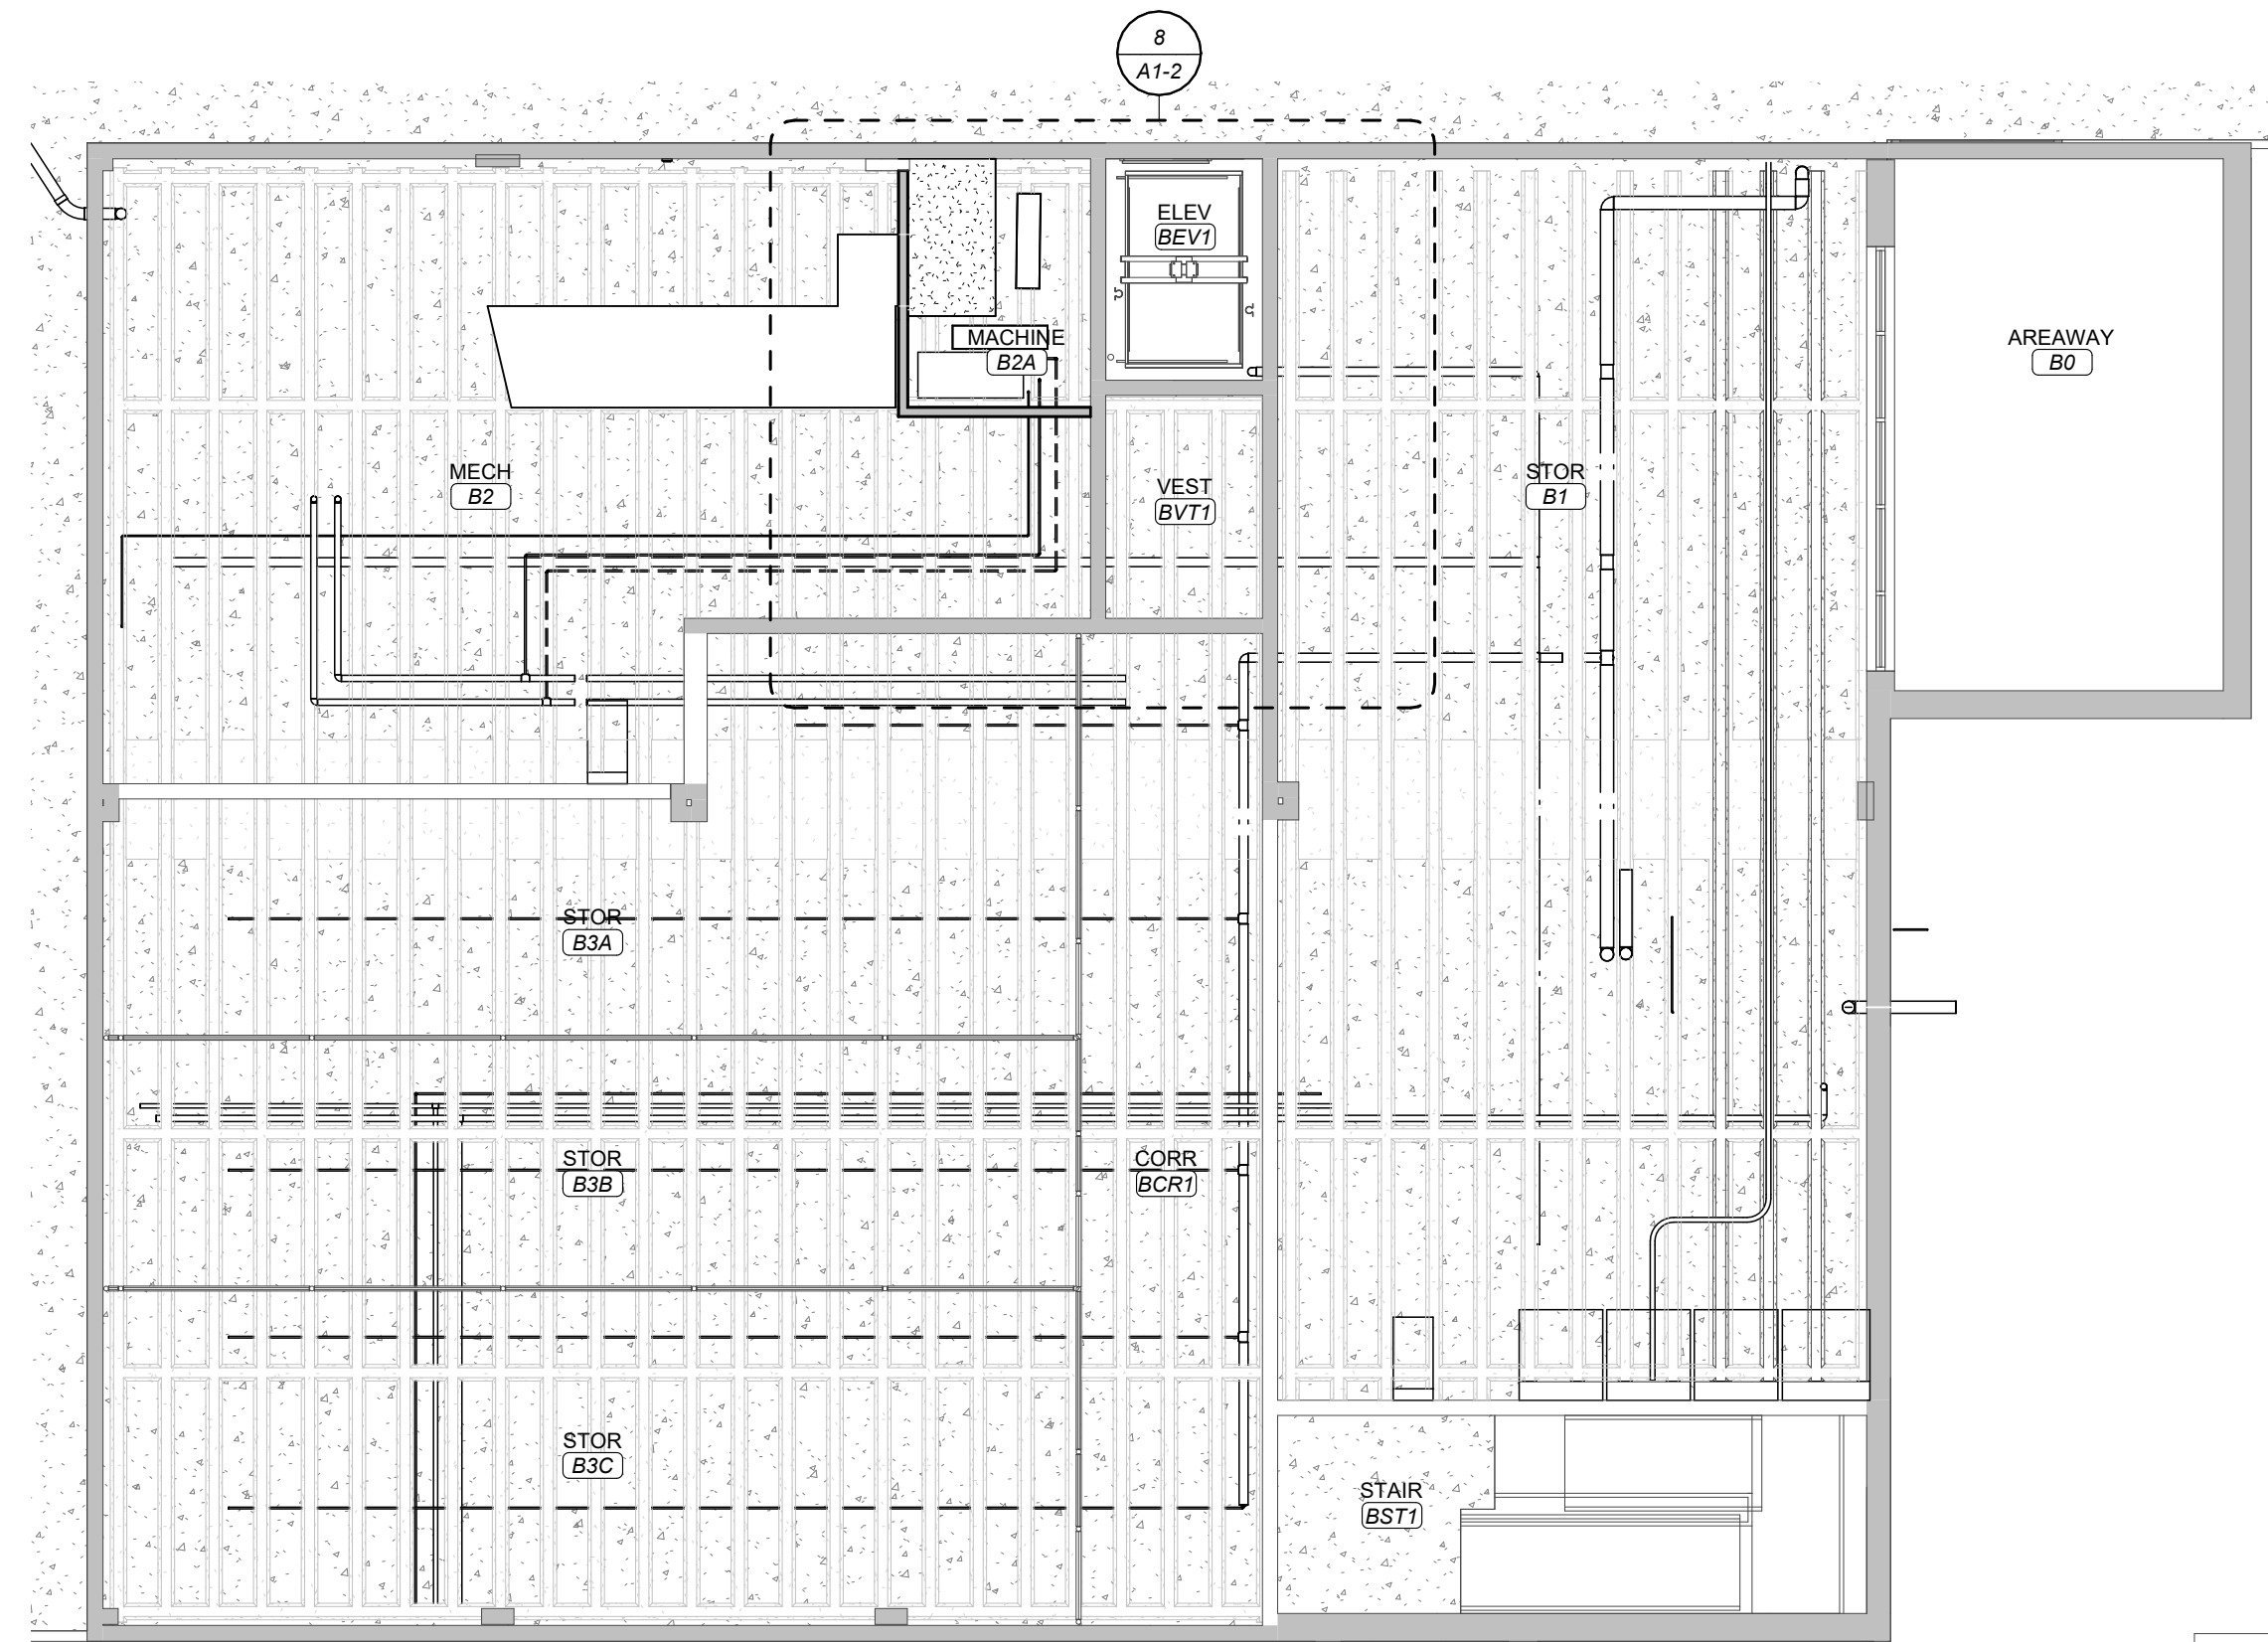 8
A1-2
ELEV
BEV1
MACHINE
B2A
AREAWAY
B0
MECH
B2
VEST
BVT1
STOR
B1
STOR
B3A
STOR
B3B
CORR
BCR1
STOR
B3C
STAIR
BST1